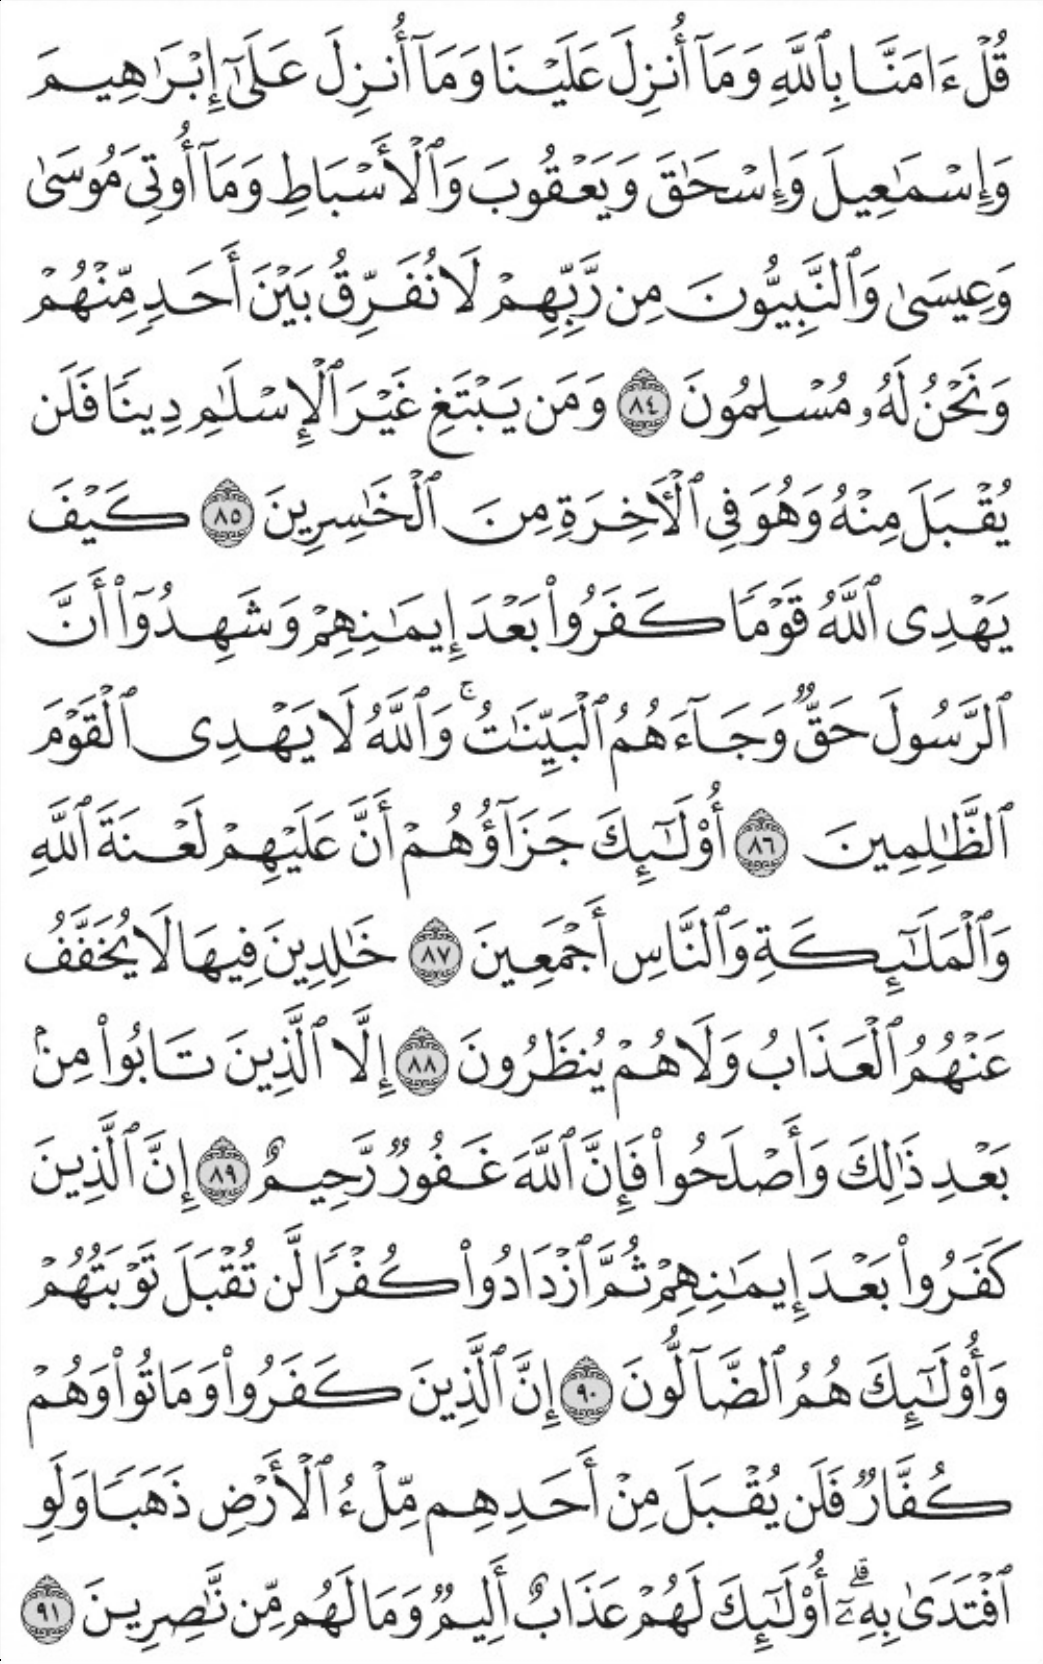 قُلْ ءَامَنَّا بِٱللَّهِ وَمَآ أُنزِلَ عَلَيْنَا وَمَآ أُنزِلَ عَلَىٰٓ إِبْرَٰهِيمَ
وَإِسْمَٰعِيلَ وَإِسْحَٰقَ وَيَعْقُوبَ وَٱلْأَسْبَاطِ وَمَآ أُوتِىَ مُوسَىٰ
وَعِيسَىٰ وَٱلنَّبِيُّونَ مِن رَّبِّهِمْ لَا نُفَرِّقُ بَيْنَ أَحَدٍ مِّنْهُمْ
وَنَحْنُ لَهُۥ مُسْلِمُونَ ٨٤ وَمَن يَبْتَغِ غَيْرَ ٱلْإِسْلَٰمِ دِينًا فَلَن
يُقْبَلَ مِنْهُ وَهُوَ فِى ٱلْـَٔاخِرَةِ مِنَ ٱلْخَٰسِرِينَ ٨٥ كَيْفَ
يَهْدِى ٱللَّهُ قَوْمًا كَفَرُوا۟ بَعْدَ إِيمَٰنِهِمْ وَشَهِدُوٓا۟ أَنَّ
ٱلرَّسُولَ حَقٌّ وَجَآءَهُمُ ٱلْبَيِّنَٰتُ ۚ وَٱللَّهُ لَا يَهْدِى ٱلْقَوْمَ
ٱلظَّٰلِمِينَ ٨٦ أُو۟لَٰٓئِكَ جَزَآؤُهُمْ أَنَّ عَلَيْهِمْ لَعْنَةَ ٱللَّهِ
وَٱلْمَلَٰٓئِكَةِ وَٱلنَّاسِ أَجْمَعِينَ ٨٧ خَٰلِدِينَ فِيهَا لَا يُخَفَّفُ
عَنْهُمُ ٱلْعَذَابُ وَلَا هُمْ يُنظَرُونَ ٨٨ إِلَّا ٱلَّذِينَ تَابُوا۟ مِنۢ
بَعْدِ ذَٰلِكَ وَأَصْلَحُوا۟ فَإِنَّ ٱللَّهَ غَفُورٌ رَّحِيمٌ ٨٩ إِنَّ ٱلَّذِينَ
كَفَرُوا۟ بَعْدَ إِيمَٰنِهِمْ ثُمَّ ٱزْدَادُوا۟ كُفْرًا لَّن تُقْبَلَ تَوْبَتُهُمْ
وَأُو۟لَٰٓئِكَ هُمُ ٱلضَّآلُّونَ ٩٠ إِنَّ ٱلَّذِينَ كَفَرُوا۟ وَمَاتُوا۟ وَهُمْ
كُفَّارٌ فَلَن يُقْبَلَ مِنْ أَحَدِهِم مِّلْءُ ٱلْأَرْضِ ذَهَبًا وَلَوِ
ٱفْتَدَىٰ بِهِۦٓ ۗ أُو۟لَٰٓئِكَ لَهُمْ عَذَابٌ أَلِيمٌ وَمَا لَهُم مِّن نَّٰصِرِينَ ٩١